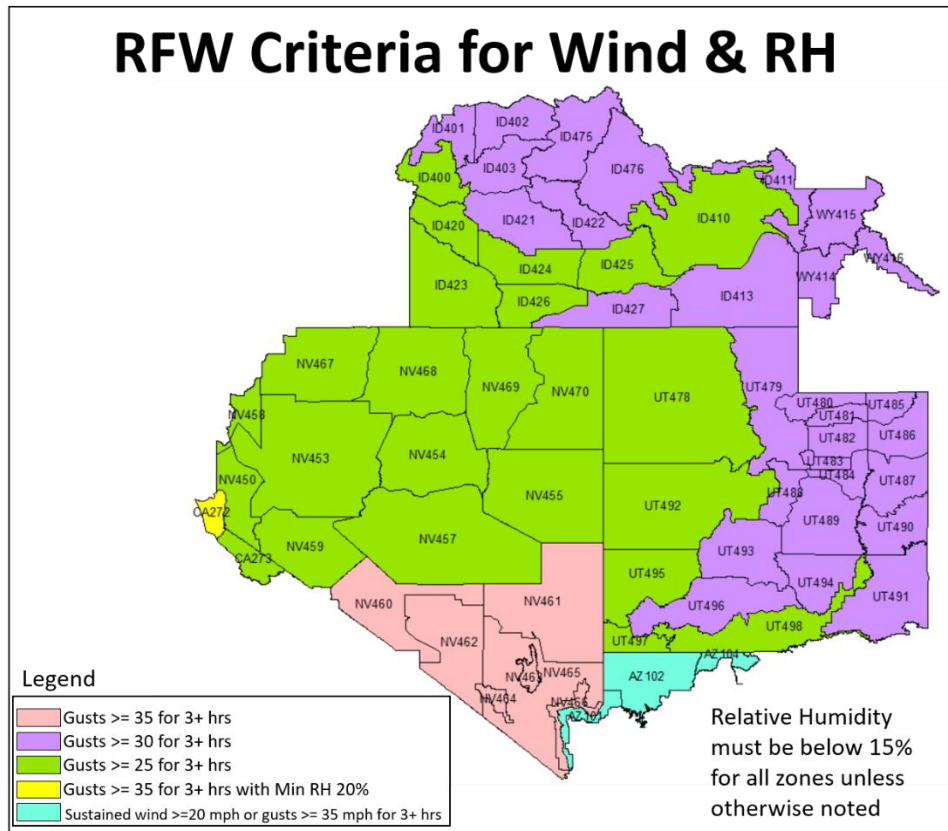 RFW Criteria for Wind & RH
ID401
ID402
ID475
ID400
ID403
ID476
ID411
ID420
ID421
ID422
ID410
WY415
WY416
WY414
ID423
ID424
ID425
ID426
ID427
ID413
NV467
NV468
NV469
NV470
UT478
UT479
UT480
UT485
UT481
UT482
UT486
UT483
UT484
UT487
NV458
NV453
NV454
NV450
NV455
UT492
UT488
UT489
UT490
CA272
NV459
NV457
CA273
UT493
UT495
UT494
UT491
UT496
UT498
UT497
NV460
NV461
NV462
NV463
NV465
NV464
NV466
AZ102
AZ101
Legend
Gusts >= 35 for 3+ hrs
Gusts >= 30 for 3+ hrs
Gusts >= 25 for 3+ hrs
Gusts >= 35 for 3+ hrs with Min RH 20%
Sustained wind >=20 mph or gusts >= 35 mph for 3+ hrs
Relative Humidity
must be below 15%
for all zones unless
otherwise noted